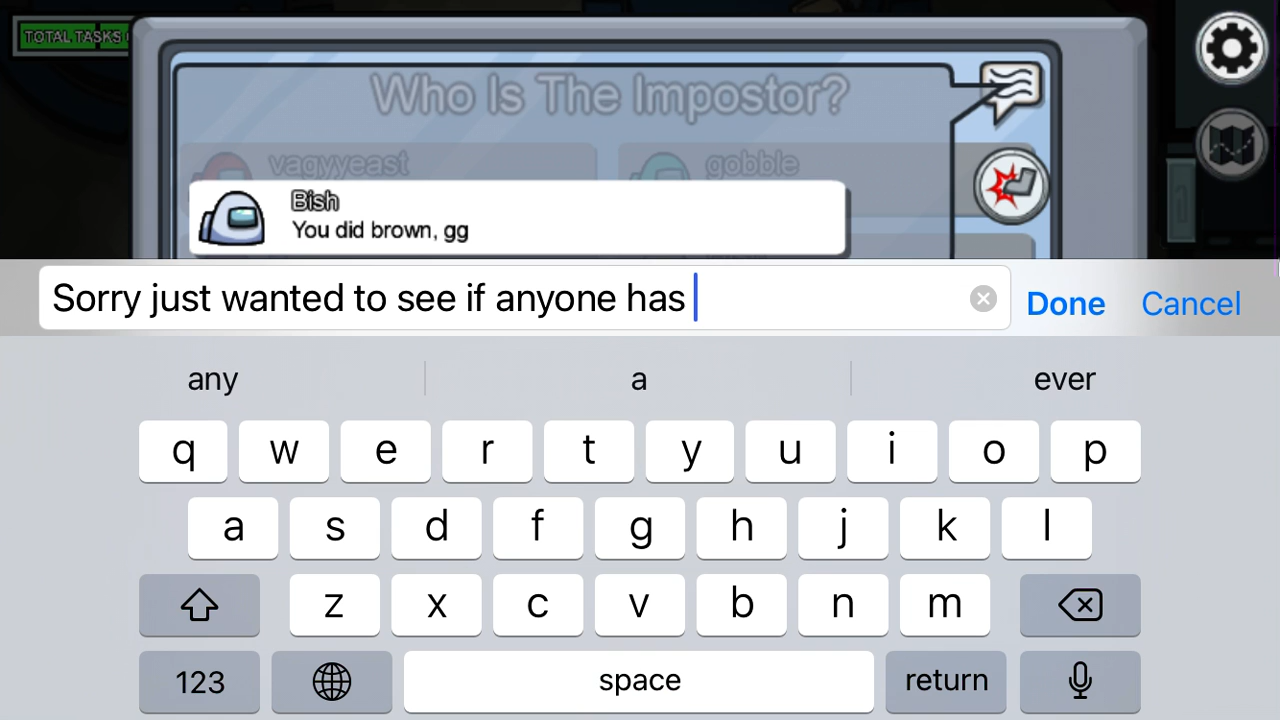 TOTAL TASKS
Who Is The Impostor?
vagyyeast
gobble
Bish
You did brown, gg
Sorry just wanted to see if anyone has
Done
Cancel
any
a
ever
q w e r t y u i o p
a s d f g h j k l
z x c v b n m
123
space
return